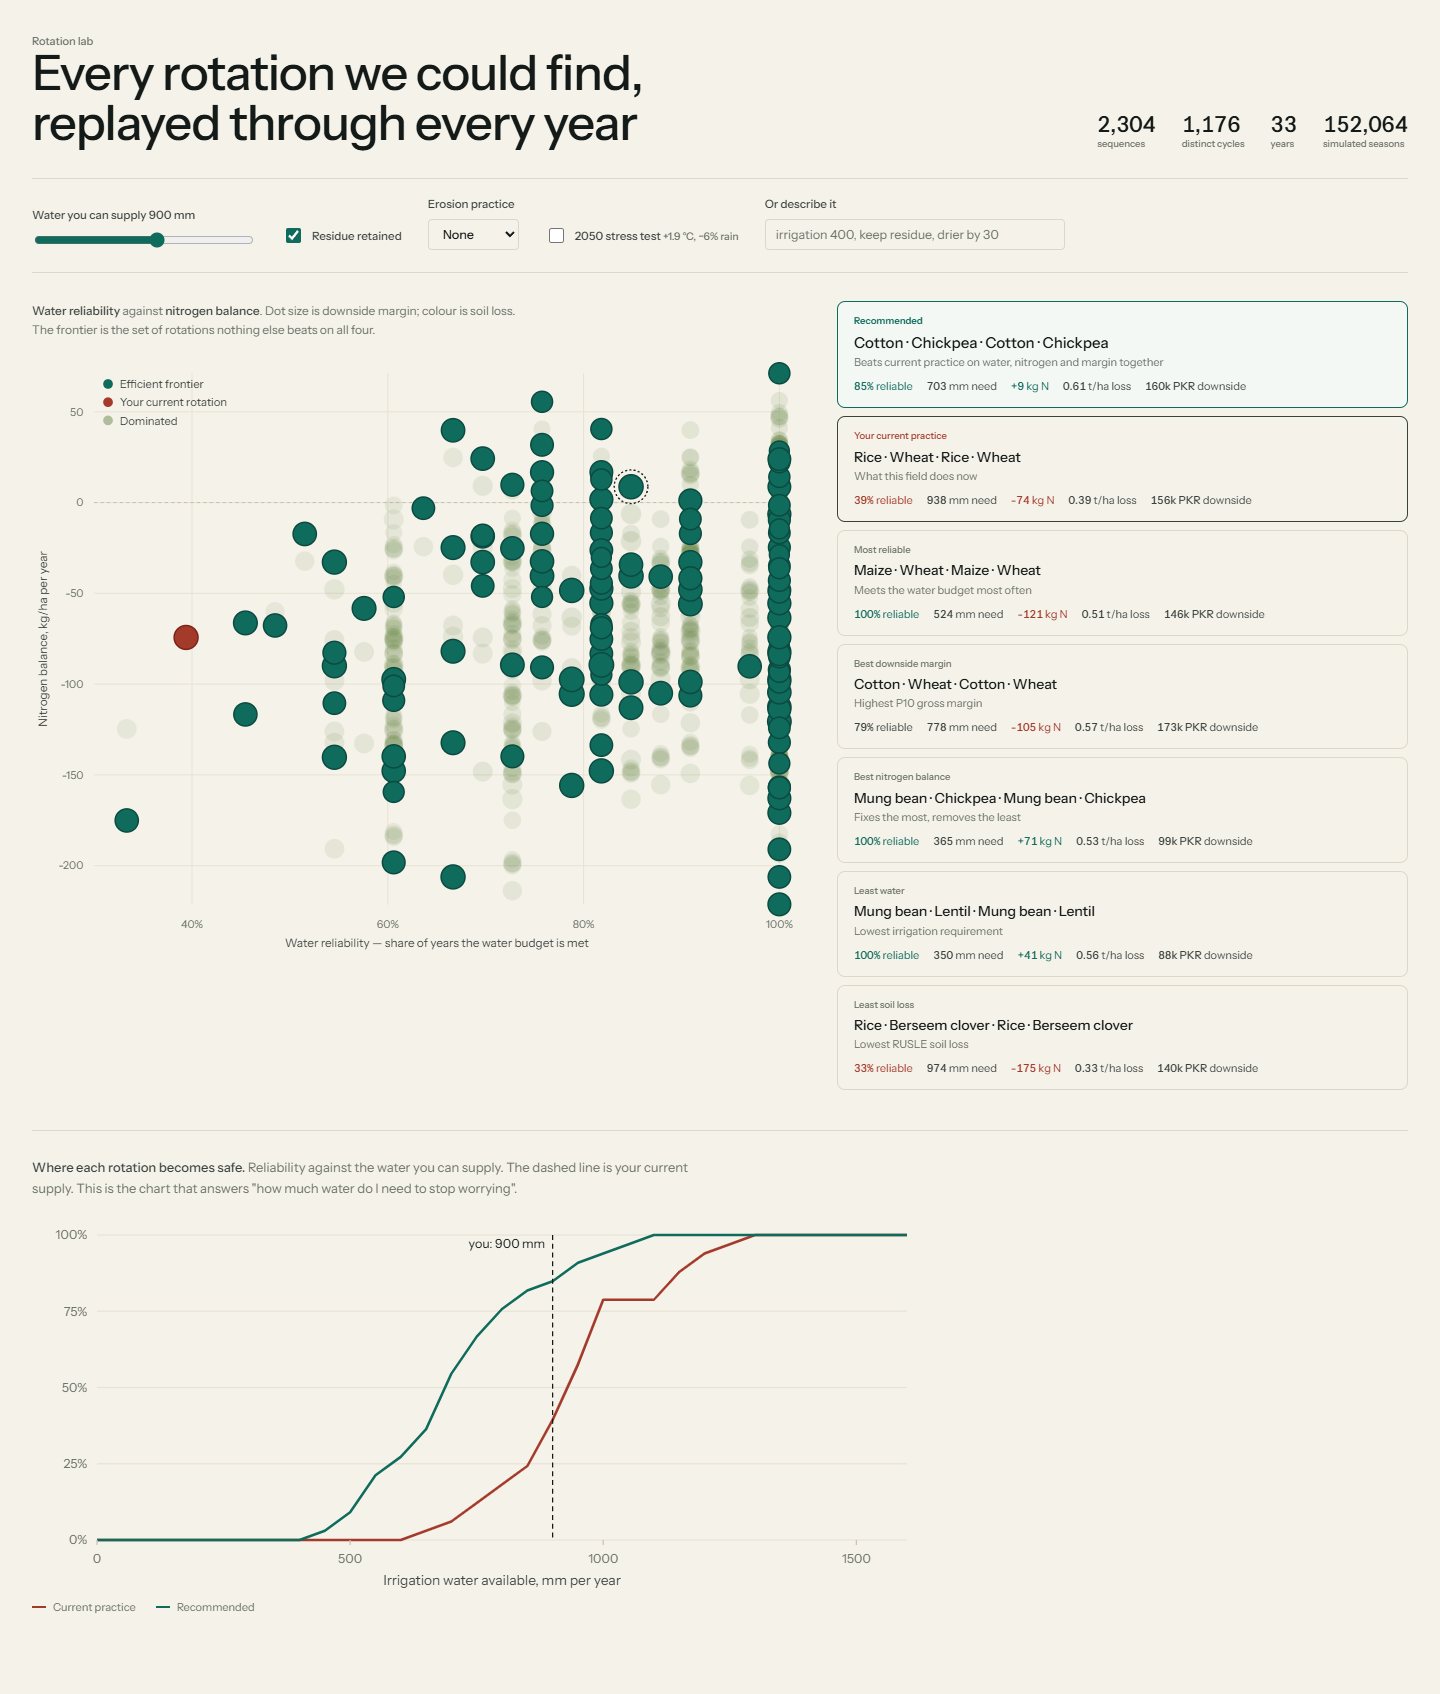 Rotation lab
Every rotation we could find,
replayed through every year
2,304 1,176 33 152,064
sequences distinct cycles years simulated seasons
Water you can supply 900 mm
Residue retained
Erosion practice
None
2050 stress test +1.9 °C, −6% rain
Or describe it
irrigation 400, keep residue, drier by 30
Water reliability against nitrogen balance. Dot size is downside margin; colour is soil loss.
The frontier is the set of rotations nothing else beats on all four.
Efficient frontier
Your current rotation
Dominated
50
0
-50
-100
-150
-200
Nitrogen balance, kg/ha per year
40% 60% 80% 100%
Water reliability — share of years the water budget is met
Recommended
Cotton · Chickpea · Cotton · Chickpea
Beats current practice on water, nitrogen and margin together
85% reliable 703 mm need +9 kg N 0.61 t/ha loss 160k PKR downside
Your current practice
Rice · Wheat · Rice · Wheat
What this field does now
39% reliable 938 mm need -74 kg N 0.39 t/ha loss 156k PKR downside
Most reliable
Maize · Wheat · Maize · Wheat
Meets the water budget most often
100% reliable 524 mm need -121 kg N 0.51 t/ha loss 146k PKR downside
Best downside margin
Cotton · Wheat · Cotton · Wheat
Highest P10 gross margin
79% reliable 778 mm need -105 kg N 0.57 t/ha loss 173k PKR downside
Best nitrogen balance
Mung bean · Chickpea · Mung bean · Chickpea
Fixes the most, removes the least
100% reliable 365 mm need +71 kg N 0.53 t/ha loss 99k PKR downside
Least water
Mung bean · Lentil · Mung bean · Lentil
Lowest irrigation requirement
100% reliable 350 mm need +41 kg N 0.56 t/ha loss 88k PKR downside
Least soil loss
Rice · Berseem clover · Rice · Berseem clover
Lowest RUSLE soil loss
33% reliable 974 mm need -175 kg N 0.33 t/ha loss 140k PKR downside
Where each rotation becomes safe. Reliability against the water you can supply. The dashed line is your current
supply. This is the chart that answers "how much water do I need to stop worrying".
100%
you: 900 mm
75%
50%
25%
0%
0 500 1000 1500
Irrigation water available, mm per year
Current practice Recommended